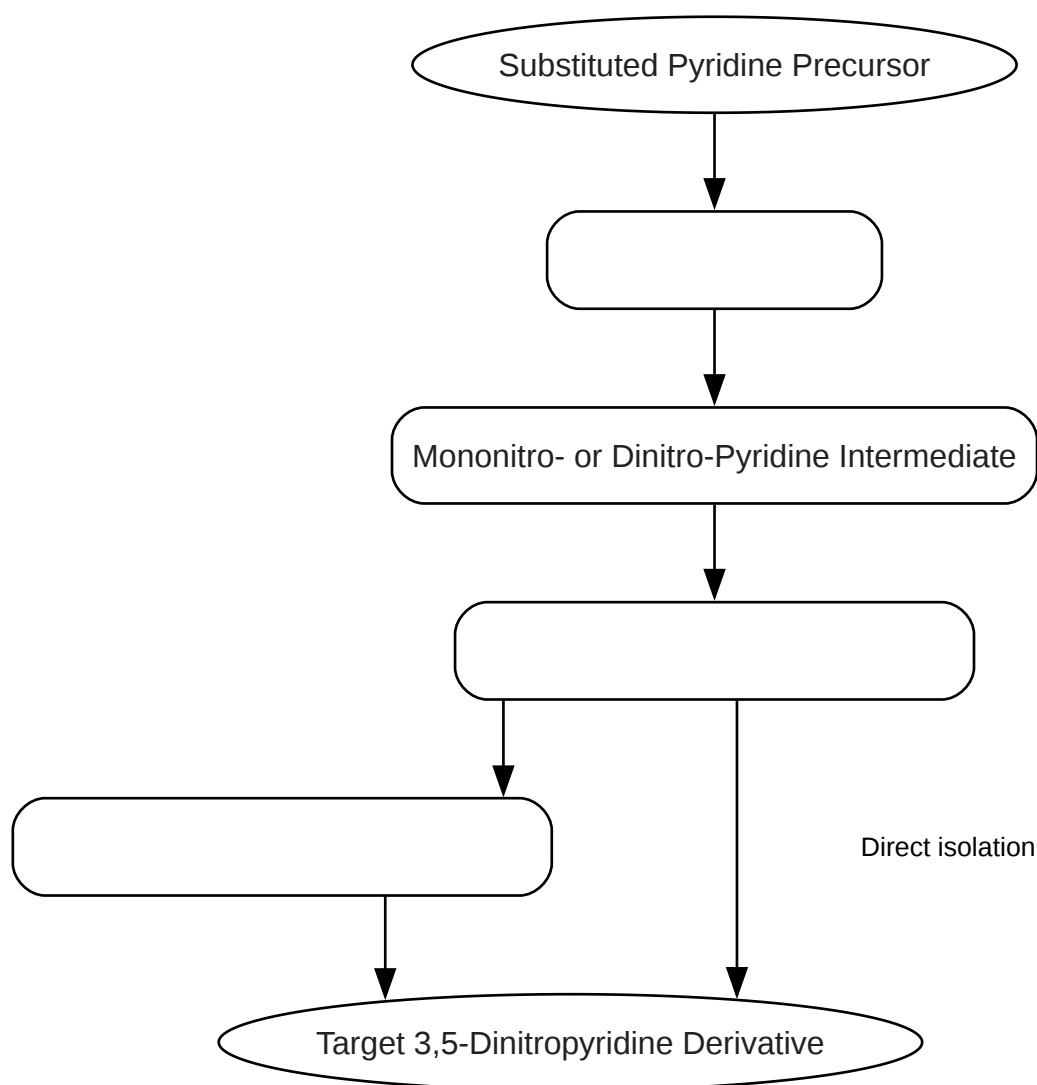 Substituted Pyridine Precursor
Mononitro- or Dinitro-Pyridine Intermediate
Direct isolation
Target 3,5-Dinitropyridine Derivative